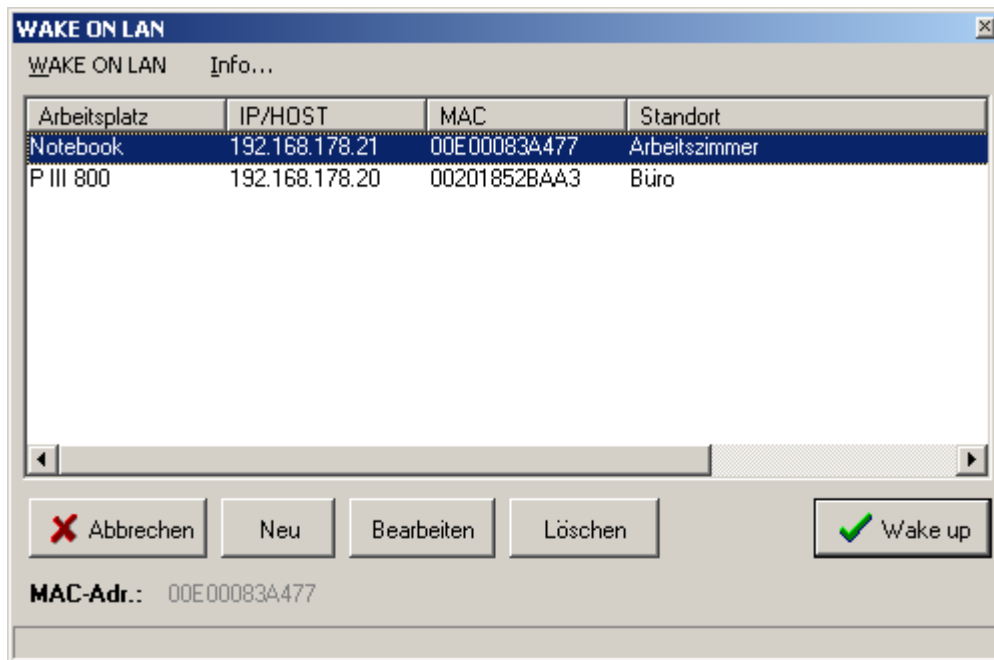 WAKE ON LAN
WAKE ON LAN Info...
Arbeitsplatz IP/HOST MAC Standort
Notebook 192.168.178.21 00E00083A477 Arbeitszimmer
P III 800 192.168.178.20 00201852BAA3 Büro
Abbrechen Neu Bearbeiten Löschen Wake up
MAC-Adr.: 00E00083A477